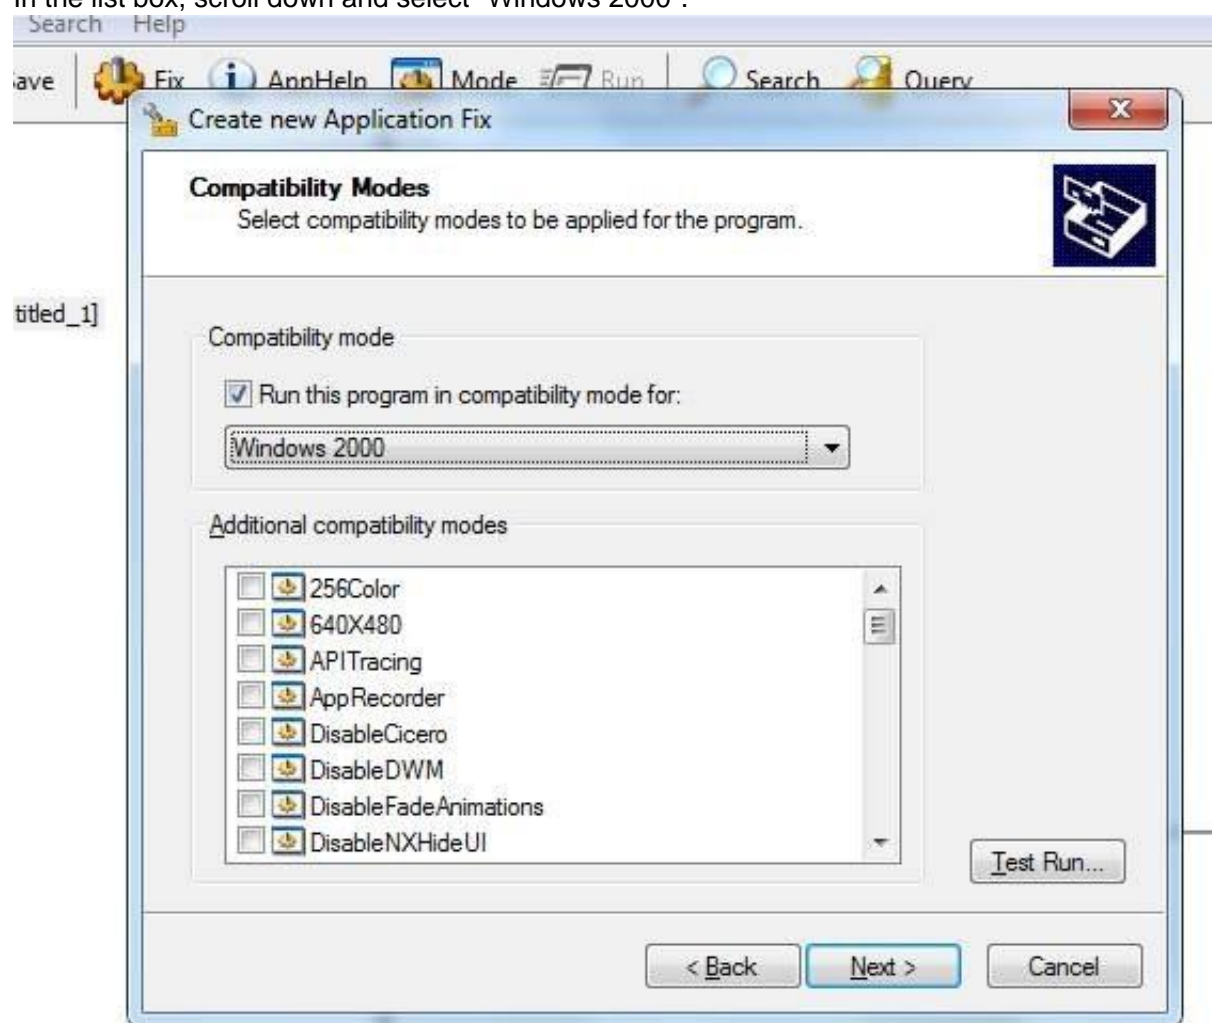 In the list box, scroll down and select "Windows 2000".
Search Help
ave Fix AppHelp Mode Run Search Query
Create new Application Fix
Compatibility Modes
Select compatibility modes to be applied for the program.
titled_1]
Compatibility mode
Run this program in compatibility mode for:
Windows 2000
Additional compatibility modes
256Color
640X480
APITracing
AppRecorder
DisableCicero
DisableDWM
DisableFadeAnimations
DisableNXHideUI
Test Run...
< Back Next > Cancel